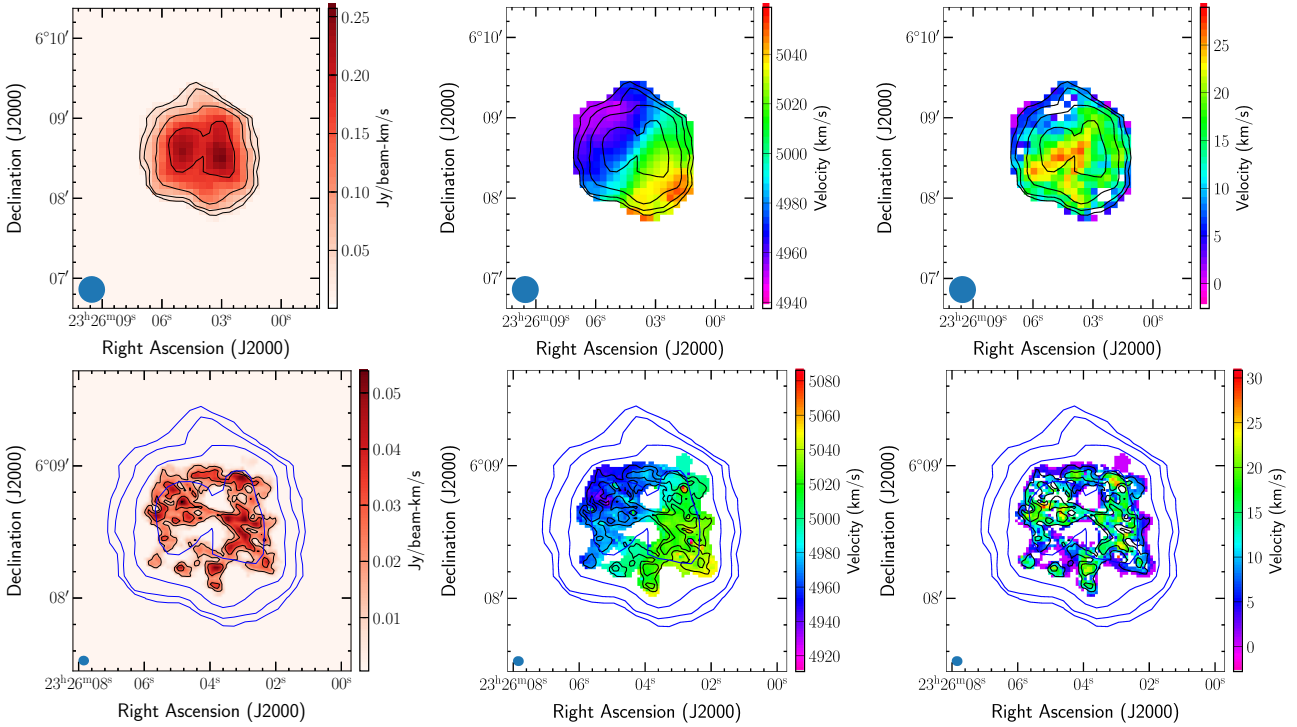 6°10′
09′
08′
07′
Declination (J2000)
23ʰ26ᵐ09ˢ 06ˢ 03ˢ 00ˢ
Right Ascension (J2000)
0.25
0.20
0.15
0.10
0.05
Jy/beam-km/s
6°10′
09′
08′
07′
Declination (J2000)
23ʰ26ᵐ09ˢ 06ˢ 03ˢ 00ˢ
Right Ascension (J2000)
5040
5020
5000
4980
4960
4940
Velocity (km/s)
6°10′
09′
08′
07′
Declination (J2000)
23ʰ26ᵐ09ˢ 06ˢ 03ˢ 00ˢ
Right Ascension (J2000)
25
20
15
10
5
0
Velocity (km/s)
6°09′
08′
Declination (J2000)
23ʰ26ᵐ08ˢ 06ˢ 04ˢ 02ˢ 00ˢ
Right Ascension (J2000)
0.05
0.04
0.03
0.02
0.01
Jy/beam-km/s
6°09′
08′
Declination (J2000)
23ʰ26ᵐ08ˢ 06ˢ 04ˢ 02ˢ 00ˢ
Right Ascension (J2000)
5080
5060
5040
5020
5000
4980
4960
4940
4920
Velocity (km/s)
6°09′
08′
Declination (J2000)
23ʰ26ᵐ08ˢ 06ˢ 04ˢ 02ˢ 00ˢ
Right Ascension (J2000)
30
25
20
15
10
5
0
Velocity (km/s)